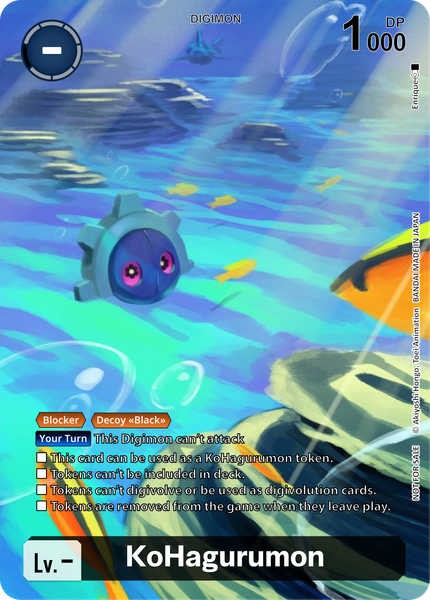 DIGIMON
–
DP
1000
Enrique
Blocker Decoy «Black»
Your Turn This Digimon can't attack
This card can be used as a KoHagurumon token.
Tokens can't be included in deck.
Tokens can't digivolve or be used as digivolution cards.
Tokens are removed from the game when they leave play.
Lv.–
KoHagurumon
NOT FOR SALE © Akiyoshi Hongo, Toei Animation BANDAI MADE IN JAPAN